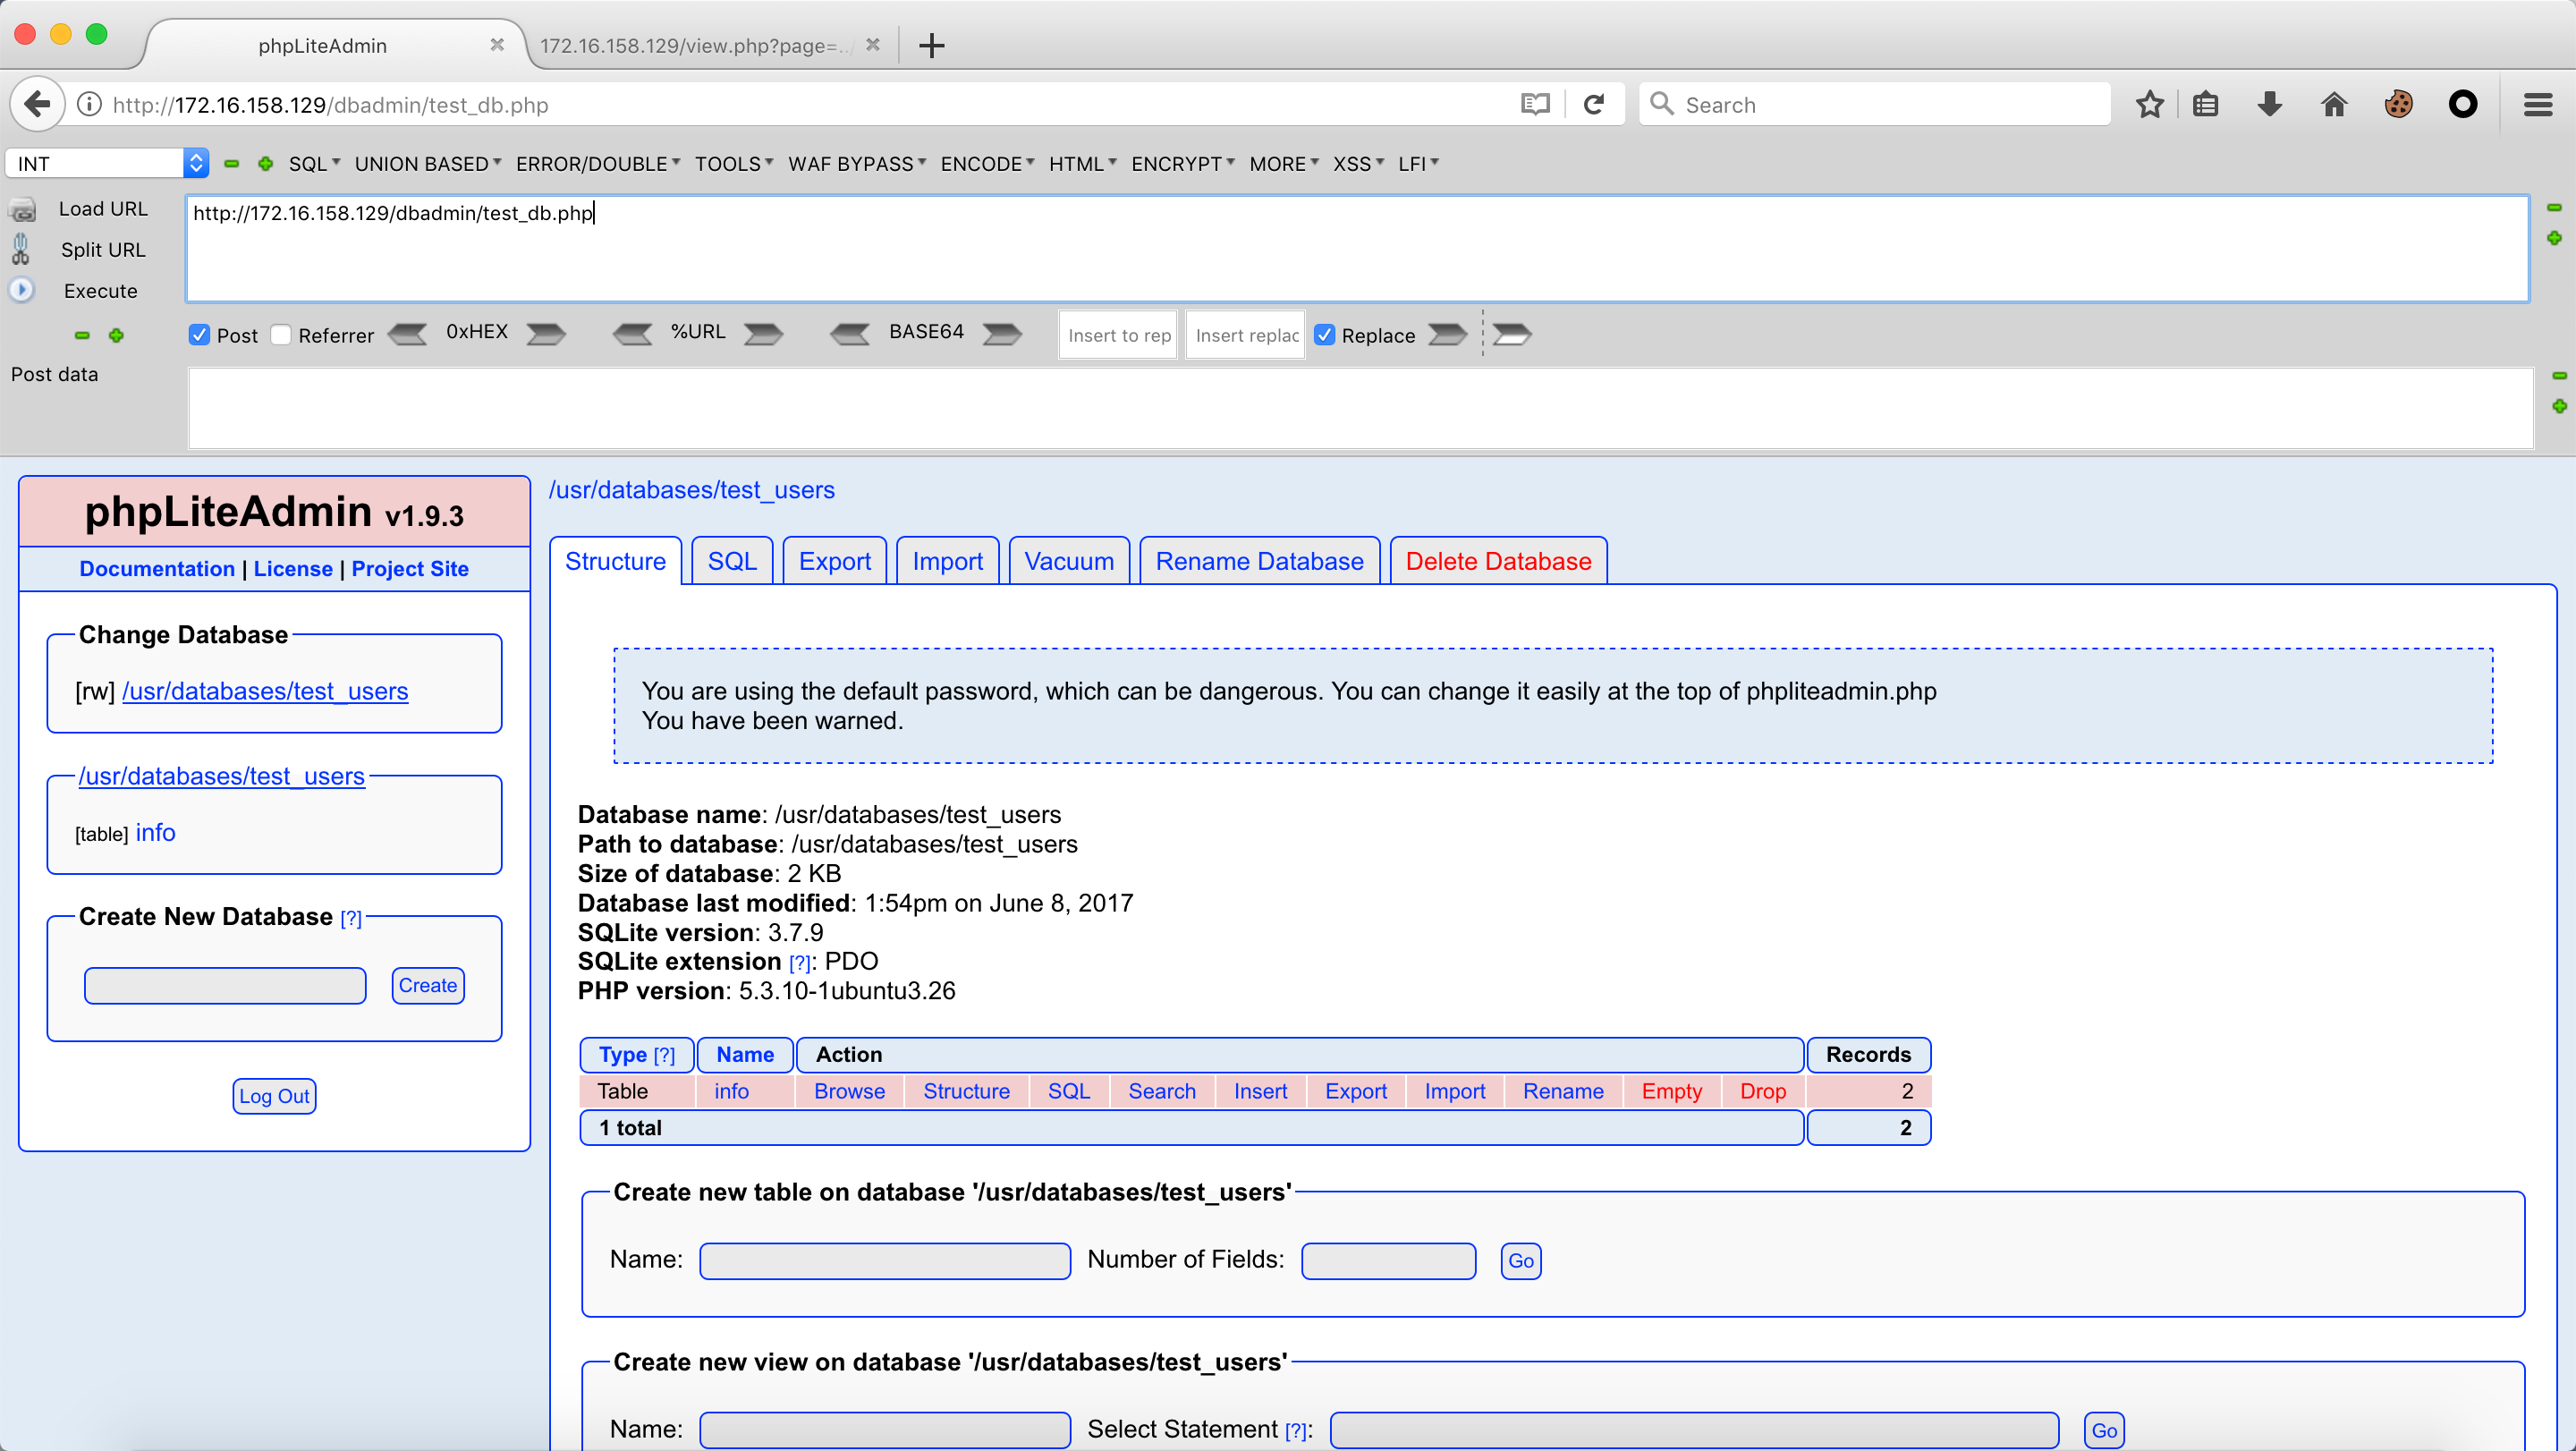 phpLiteAdmin
172.16.158.129/view.php?page=../
http://172.16.158.129/dbadmin/test_db.php
Search
INT SQL UNION BASED ERROR/DOUBLE TOOLS WAF BYPASS ENCODE HTML ENCRYPT MORE XSS LFI
Load URL
http://172.16.158.129/dbadmin/test_db.php
Split URL
Execute
Post Referrer 0xHEX %URL BASE64 Insert to rep Insert replac Replace
Post data
phpLiteAdmin v1.9.3
Documentation | License | Project Site
Change Database
[rw] /usr/databases/test_users
/usr/databases/test_users
[table] info
Create New Database [?]
Create
Log Out
/usr/databases/test_users
Structure SQL Export Import Vacuum Rename Database Delete Database
You are using the default password, which can be dangerous. You can change it easily at the top of phpliteadmin.php
You have been warned.
Database name: /usr/databases/test_users
Path to database: /usr/databases/test_users
Size of database: 2 KB
Database last modified: 1:54pm on June 8, 2017
SQLite version: 3.7.9
SQLite extension [?]: PDO
PHP version: 5.3.10-1ubuntu3.26
Type [?] Name Action Records
Table info Browse Structure SQL Search Insert Export Import Rename Empty Drop 2
1 total 2
Create new table on database '/usr/databases/test_users'
Name: Number of Fields: Go
Create new view on database '/usr/databases/test_users'
Name: Select Statement [?]: Go